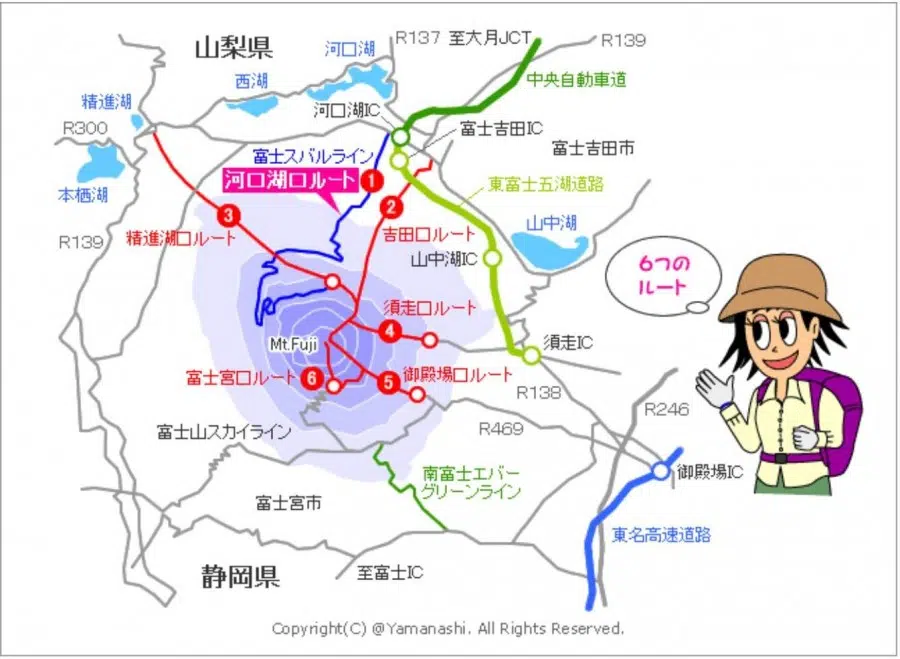 山梨県
河口湖
R137 至大月JCT
R139
西湖
中央自動車道
精進湖
河口湖IC
R300
富士吉田IC
富士スバルライン
富士吉田市
河口湖口ルート
1
東富士五湖道路
本栖湖
2
3
山中湖
精進湖口ルート
吉田口ルート
R139
山中湖IC
6つの
ルート
須走口ルート
4
Mt.Fuji
須走IC
富士宮口ルート
6
5
御殿場口ルート
R138
R246
富士山スカイライン
R469
御殿場IC
南富士エバー
グリーンライン
富士宮市
東名高速道路
静岡県
至富士IC
Copyright(C) @Yamanashi. All Rights Reserved.